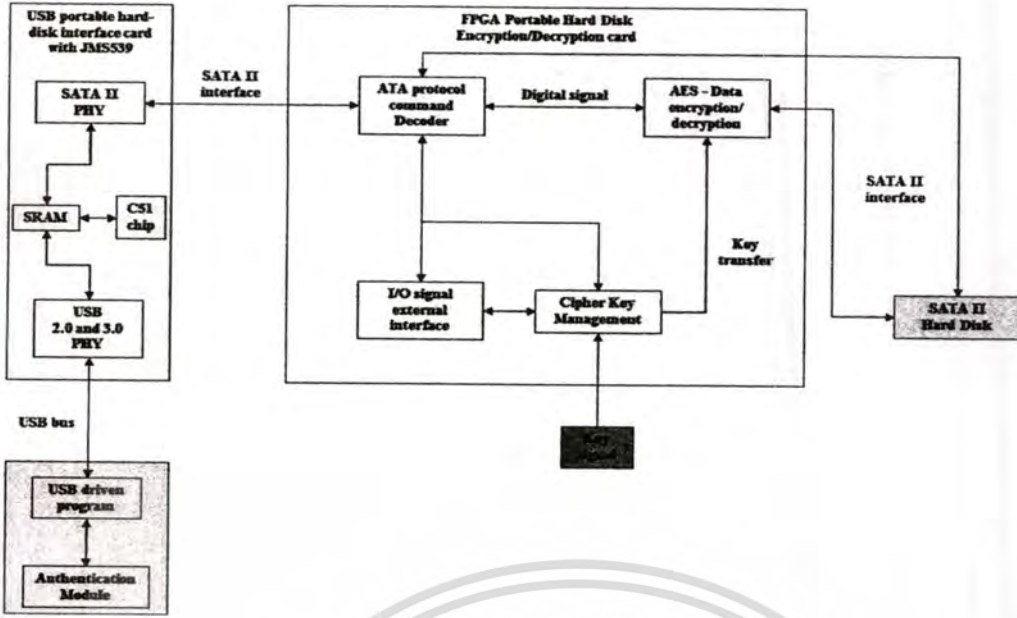 USB portable hard-
disk interface card
with JMS539
SATA II
PHY
SRAM
C51
chip
USB
2.0 and 3.0
PHY
USB bus
USB driven
program
Authentication
Module
SATA II
interface
FPGA Portable Hard Disk
Encryption/Decryption card
ATA protocol
command
Decoder
Digital signal
AES - Data
encryption/
decryption
I/O signal
external
interface
Cipher Key
Management
Key
transfer
Key
SATA II
interface
SATA II
Hard Disk